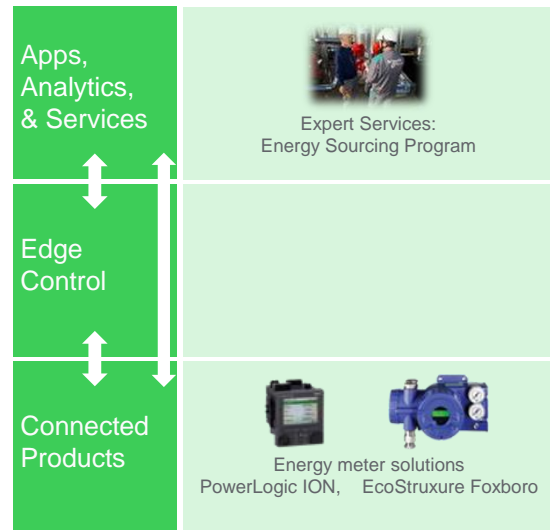 Apps,
Analytics,
& Services
Expert Services:
Energy Sourcing Program
Edge
Control
Connected
Products
Energy meter solutions
PowerLogic ION, EcoStruxure Foxboro